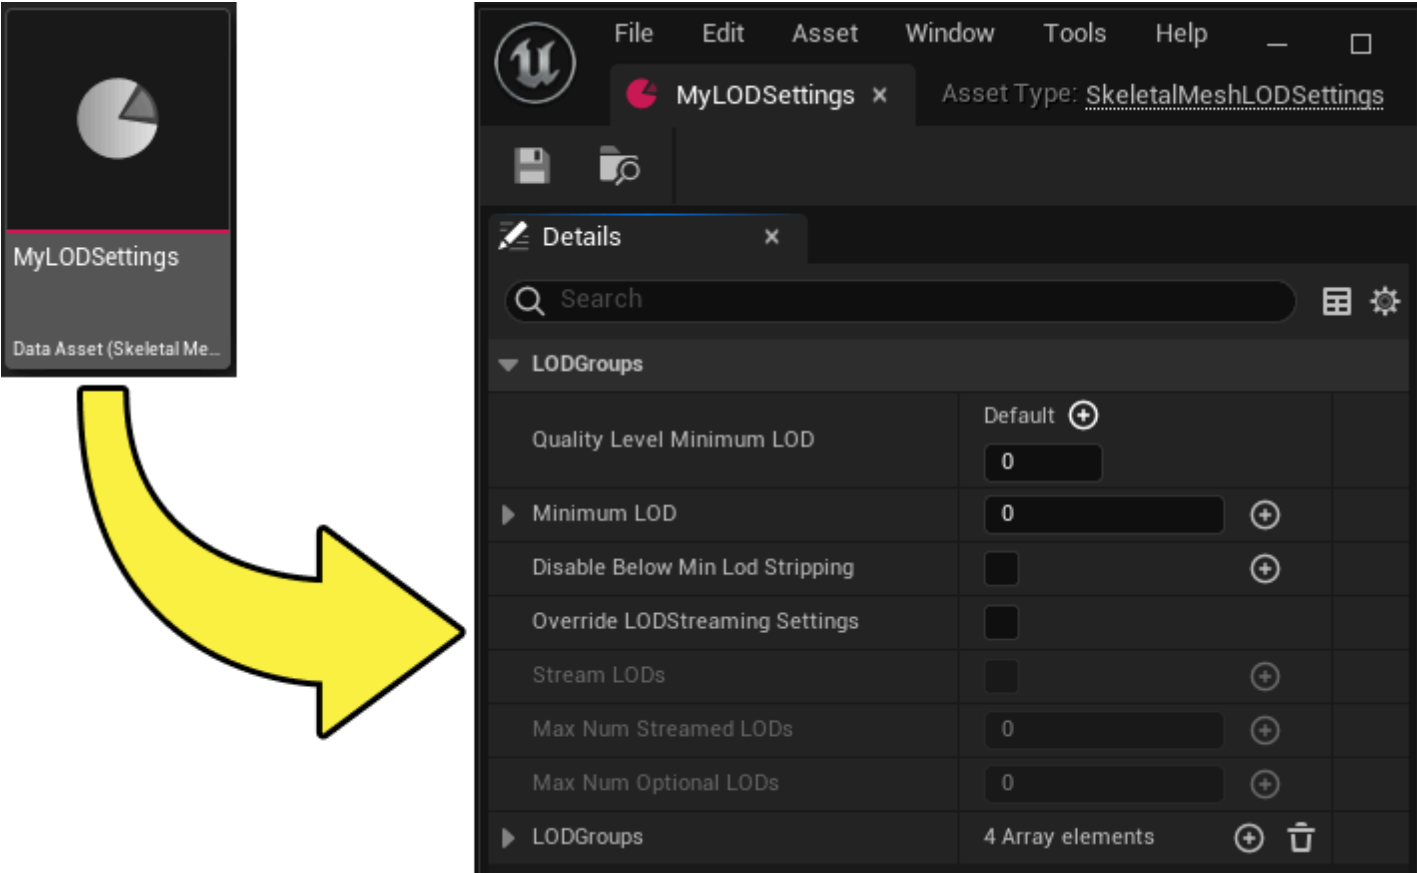 MyLODSettings
Data Asset (Skeletal Me...
File Edit Asset Window Tools Help
MyLODSettings Asset Type: SkeletalMeshLODSettings
Details
Search
LODGroups
Quality Level Minimum LOD
Default
0
Minimum LOD 0
Disable Below Min Lod Stripping
Override LODStreaming Settings
Stream LODs
Max Num Streamed LODs 0
Max Num Optional LODs 0
LODGroups 4 Array elements